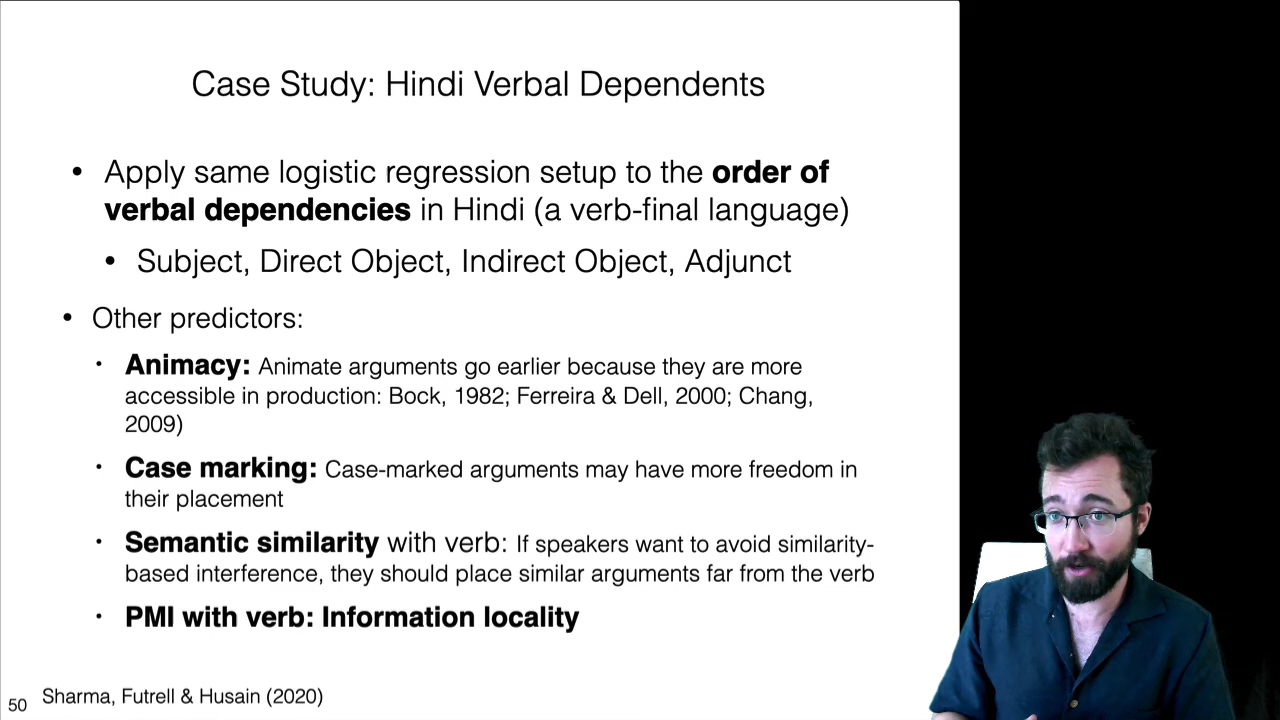 Case Study: Hindi Verbal Dependents
• Apply same logistic regression setup to the order of
verbal dependencies in Hindi (a verb-final language)
• Subject, Direct Object, Indirect Object, Adjunct
• Other predictors:
• Animacy: Animate arguments go earlier because they are more
accessible in production: Bock, 1982; Ferreira & Dell, 2000; Chang,
2009)
• Case marking: Case-marked arguments may have more freedom in
their placement
• Semantic similarity with verb: If speakers want to avoid similarity-
based interference, they should place similar arguments far from the verb
• PMI with verb: Information locality
50 Sharma, Futrell & Husain (2020)